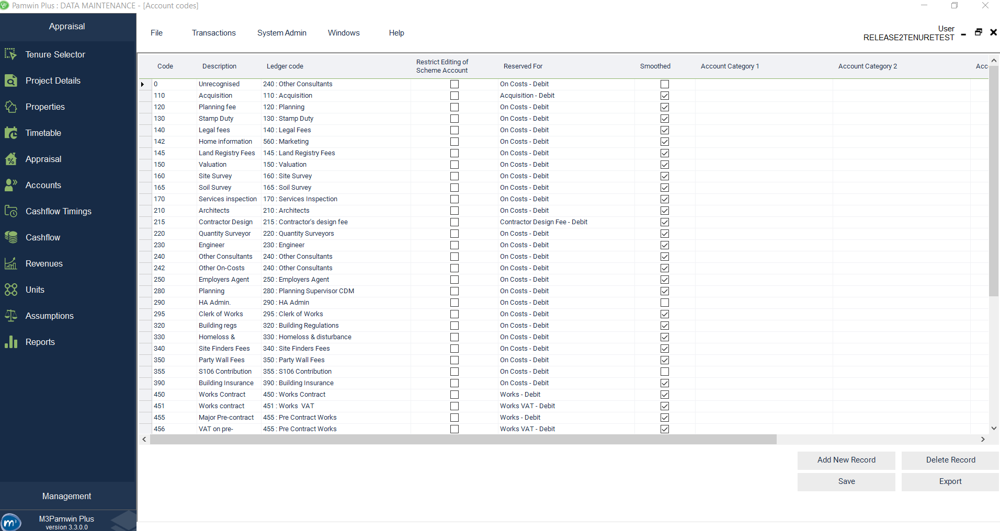 Pamwin Plus : DATA MAINTENANCE - [Account codes]
Appraisal
File Transactions System Admin Windows Help
User
RELEASE2TENURETEST
Tenure Selector
Project Details
Properties
Timetable
Appraisal
Accounts
Cashflow Timings
Cashflow
Revenues
Units
Assumptions
Reports
Management
M3Pamwin Plus
version 3.3.0.0
m3
Code Description Ledger code Restrict Editing of Scheme Account Reserved For Smoothed Account Category 1 Account Category 2 Acc
0 Unrecognised 240 : Other Consultants On Costs - Debit
110 Acquisition 110 : Acquisition Acquisition - Debit
120 Planning fee 120 : Planning On Costs - Debit
130 Stamp Duty 130 : Stamp Duty On Costs - Debit
140 Legal fees 140 : Legal Fees On Costs - Debit
142 Home information 560 : Marketing On Costs - Debit
145 Land Registry Fees 145 : Land Registry Fees On Costs - Debit
150 Valuation 150 : Valuation On Costs - Debit
160 Site Survey 160 : Site Survey On Costs - Debit
165 Soil Survey 165 : Soil Survey On Costs - Debit
170 Services inspection 170 : Services Inspection On Costs - Debit
210 Architects 210 : Architects On Costs - Debit
215 Contractor Design 215 : Contractor's design fee Contractor Design Fee - Debit
220 Quantity Surveyor 220 : Quantity Surveyors On Costs - Debit
230 Engineer 230 : Engineer On Costs - Debit
240 Other Consultants 240 : Other Consultants On Costs - Debit
242 Other On-Costs 240 : Other Consultants On Costs - Debit
250 Employers Agent 250 : Employers Agent On Costs - Debit
280 Planning 280 : Planning Supervisor CDM On Costs - Debit
290 HA Admin. 290 : HA Admin On Costs - Debit
295 Clerk of Works 295 : Clerk of Works On Costs - Debit
320 Building regs 320 : Building Regulations On Costs - Debit
330 Homeloss & 330 : Homeloss & disturbance On Costs - Debit
340 Site Finders Fees 340 : Site Finders Fees On Costs - Debit
350 Party Wall Fees 350 : Party Wall Fees On Costs - Debit
355 S106 Contribution 355 : S106 Contribution On Costs - Debit
390 Building Insurance 390 : Building Insurance On Costs - Debit
450 Works Contract 450 : Works Contract Works - Debit
451 Works contract 451 : Works  VAT Works VAT - Debit
455 Major Pre-contract 455 : Pre Contract Works Works - Debit
456 VAT on pre- 455 : Pre Contract Works Works VAT - Debit
Add New Record Delete Record
Save Export